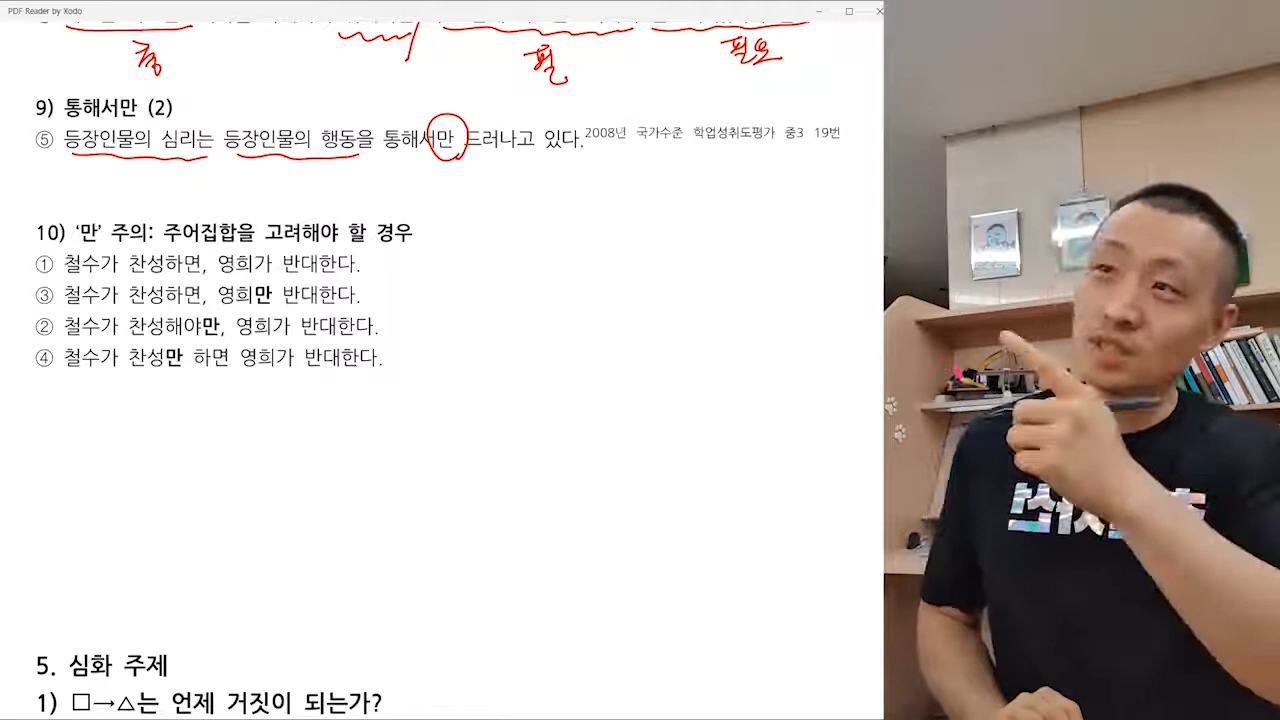 PDF Reader by Xodo
충
필
필요
9) 통해서만 (2)
⑤ 등장인물의 심리는 등장인물의 행동을 통해서만 드러나고 있다.2008년 국가수준 학업성취도평가 중3 19번
10) ‘만’ 주의: 주어집합을 고려해야 할 경우
① 철수가 찬성하면, 영희가 반대한다.
③ 철수가 찬성하면, 영희만 반대한다.
② 철수가 찬성해야만, 영희가 반대한다.
④ 철수가 찬성만 하면 영희가 반대한다.
5. 심화 주제
1) □→△는 언제 거짓이 되는가?